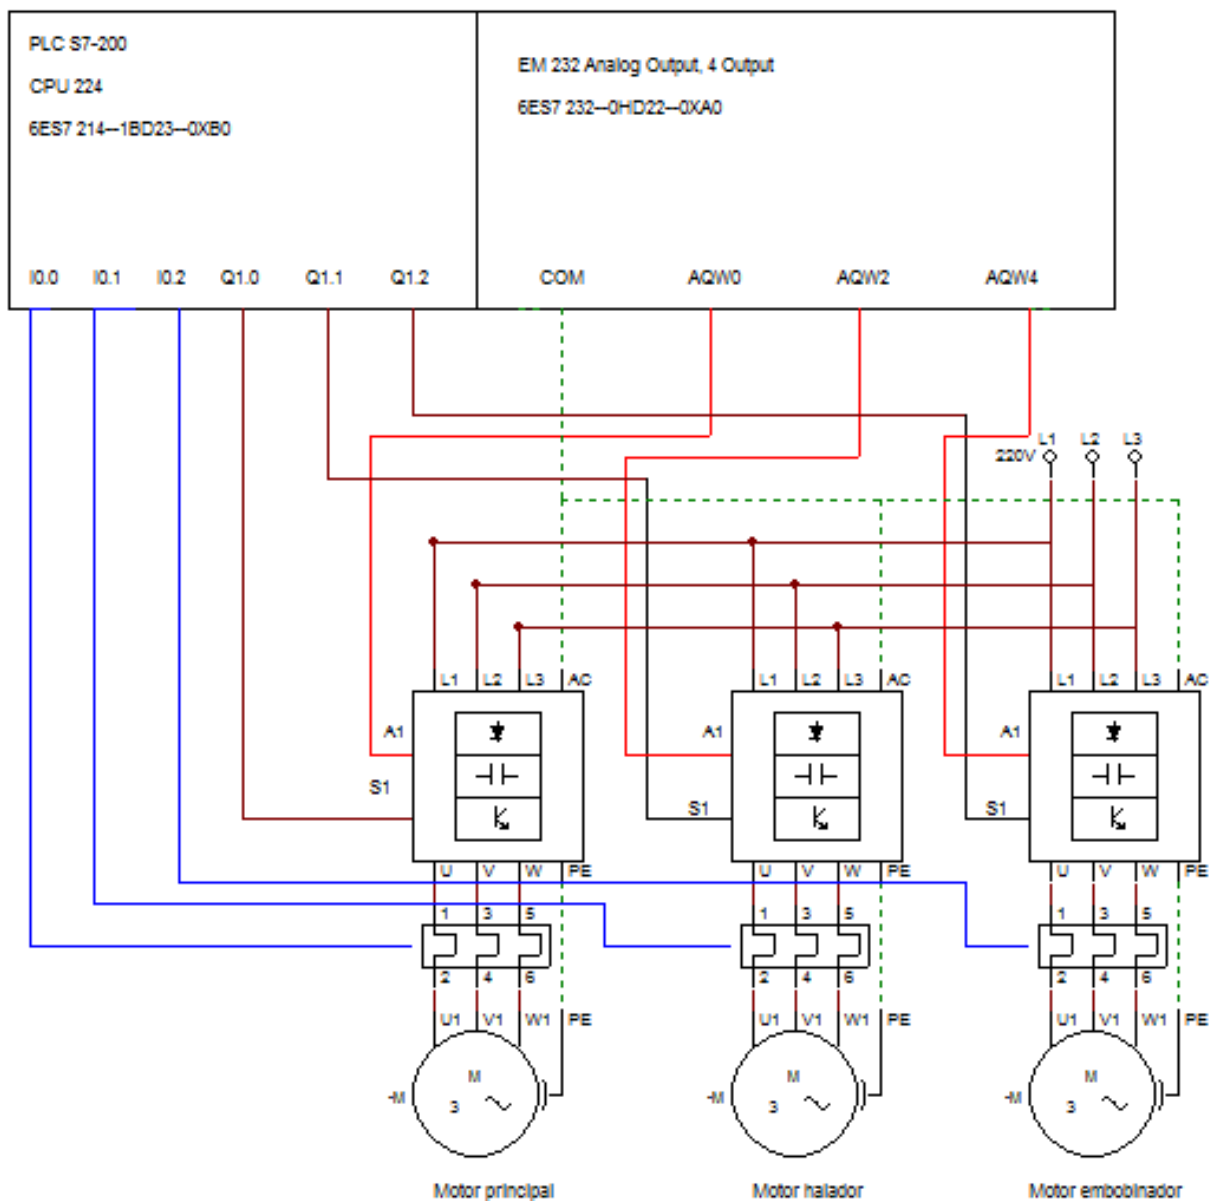 PLC S7-200
CPU 224
6ES7 214--1BD23--0XB0
EM 232 Analog Output, 4 Output
6ES7 232--0HD22--0XA0
I0.0 I0.1 I0.2 Q1.0 Q1.1 Q1.2 COM AQW0 AQW2 AQW4
L1 L2 L3
220V
L1 L2 L3 AC L1 L2 L3 AC L1 L2 L3 AC
A1 A1 A1
S1
S1 S1
U V W PE U V W PE U V W PE
1 3 5 1 3 5 1 3 5
2 4 6 2 4 6 2 4 6
U1 V1 W1 PE U1 V1 W1 PE U1 V1 W1 PE
M M M
-M -M -M
3 3 3
Motor principal Motor halador Motor embobinador